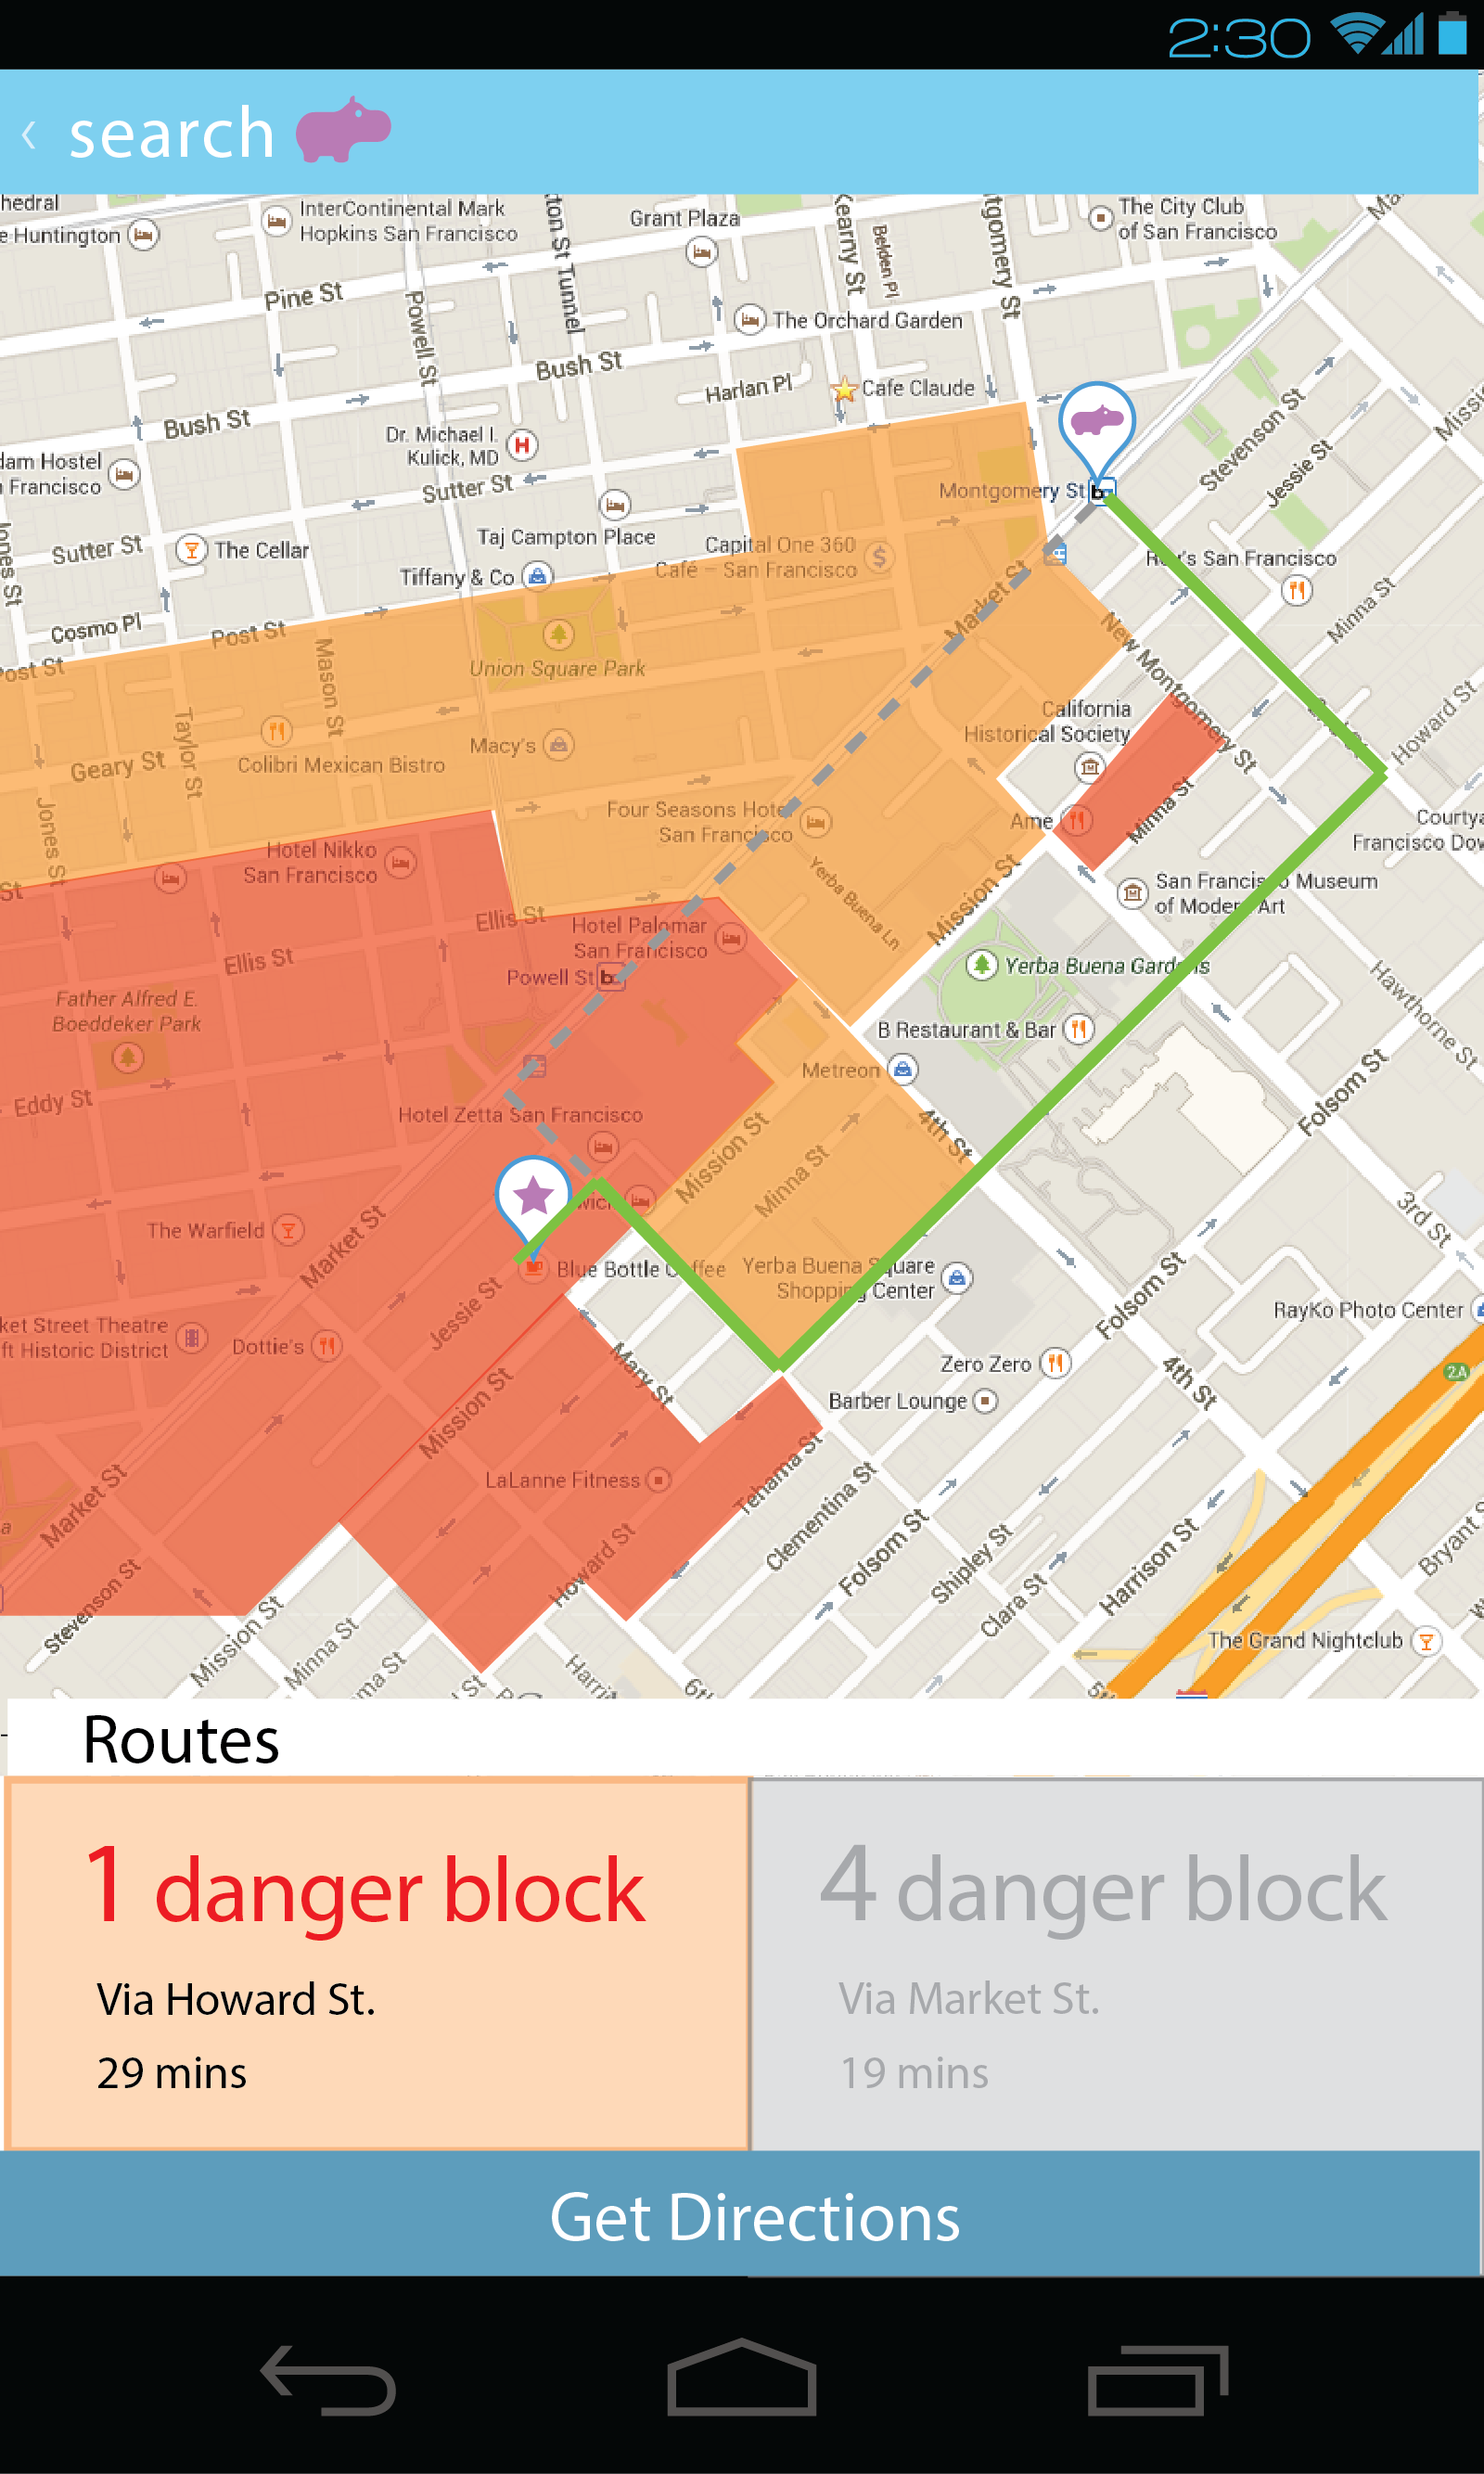 2:30
‹ search
hedral
e Huntington
InterContinental Mark
Hopkins San Francisco
ton St Tunnel
Grant Plaza
Kearny St
Belden Pl
tgomery St
The City Club
of San Francisco
Pine St
Powell St
The Orchard Garden
Bush St
Harlan Pl
Cafe Claude
Bush St
Dr. Michael I.
Kulick, MD
H
dam Hostel
n Francisco
Sutter St
Montgomery St
Stevenson St
Jessie St
Sutter St
The Cellar
Taj Campton Place
Capital One 360
Café – San Francisco
$
Tiffany & Co
Market St
San Francisco
Minna St
Jones St
Cosmo Pl
Post St
Post St
Mason St
Union Square Park
New Montgomery St
Howard St
California
Historical Society
Taylor St
Geary St
Colibri Mexican Bistro
Macy's
Jones St
Four Seasons Hotel
San Francisco
Ame
Minna St
Courtya
Francisco Dow
Hotel Nikko
San Francisco
St
Yerba Buena Ln
Mission St
San Francisco Museum
of Modern Art
Ellis St
Hotel Palomar
San Francisco
Ellis St
Powell St
Yerba Buena Gardens
Hawthorne St
Father Alfred E.
Boeddeker Park
B Restaurant & Bar
Metreon
Eddy St
Hotel Zetta San Francisco
Mission St
Minna St
4th St
Folsom St
The Warfield
Market St
wick
3rd St
Blue Bottle Coffee
Yerba Buena Square
Shopping Center
Folsom St
RayKo Photo Center
ket Street Theatre
ft Historic District
Dottie's
Jessie St
Mary St
Zero Zero
4th St
Barber Lounge
Mission St
LaLanne Fitness
Tehama St
Clementina St
Market St
Howard St
Folsom St
Shipley St
Clara St
Harrison St
Bryant S
Stevenson St
Mission St
Minna St
ma St
St
Harri
6th
5t
The Grand Nightclub
2A
Routes
1 danger block
Via Howard St.
29 mins
4 danger block
Via Market St.
19 mins
Get Directions